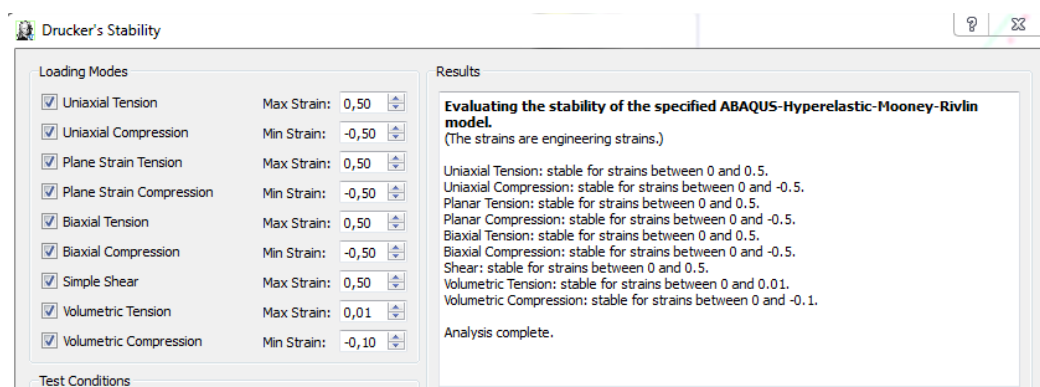 Drucker's Stability
Loading Modes
Uniaxial Tension Max Strain: 0,50
Uniaxial Compression Min Strain: -0,50
Plane Strain Tension Max Strain: 0,50
Plane Strain Compression Min Strain: -0,50
Biaxial Tension Max Strain: 0,50
Biaxial Compression Min Strain: -0,50
Simple Shear Max Strain: 0,50
Volumetric Tension Max Strain: 0,01
Volumetric Compression Min Strain: -0,10
Test Conditions
Results
Evaluating the stability of the specified ABAQUS-Hyperelastic-Mooney-Rivlin
model.
(The strains are engineering strains.)
Uniaxial Tension: stable for strains between 0 and 0.5.
Uniaxial Compression: stable for strains between 0 and -0.5.
Planar Tension: stable for strains between 0 and 0.5.
Planar Compression: stable for strains between 0 and -0.5.
Biaxial Tension: stable for strains between 0 and 0.5.
Biaxial Compression: stable for strains between 0 and -0.5.
Shear: stable for strains between 0 and 0.5.
Volumetric Tension: stable for strains between 0 and 0.01.
Volumetric Compression: stable for strains between 0 and -0.1.
Analysis complete.